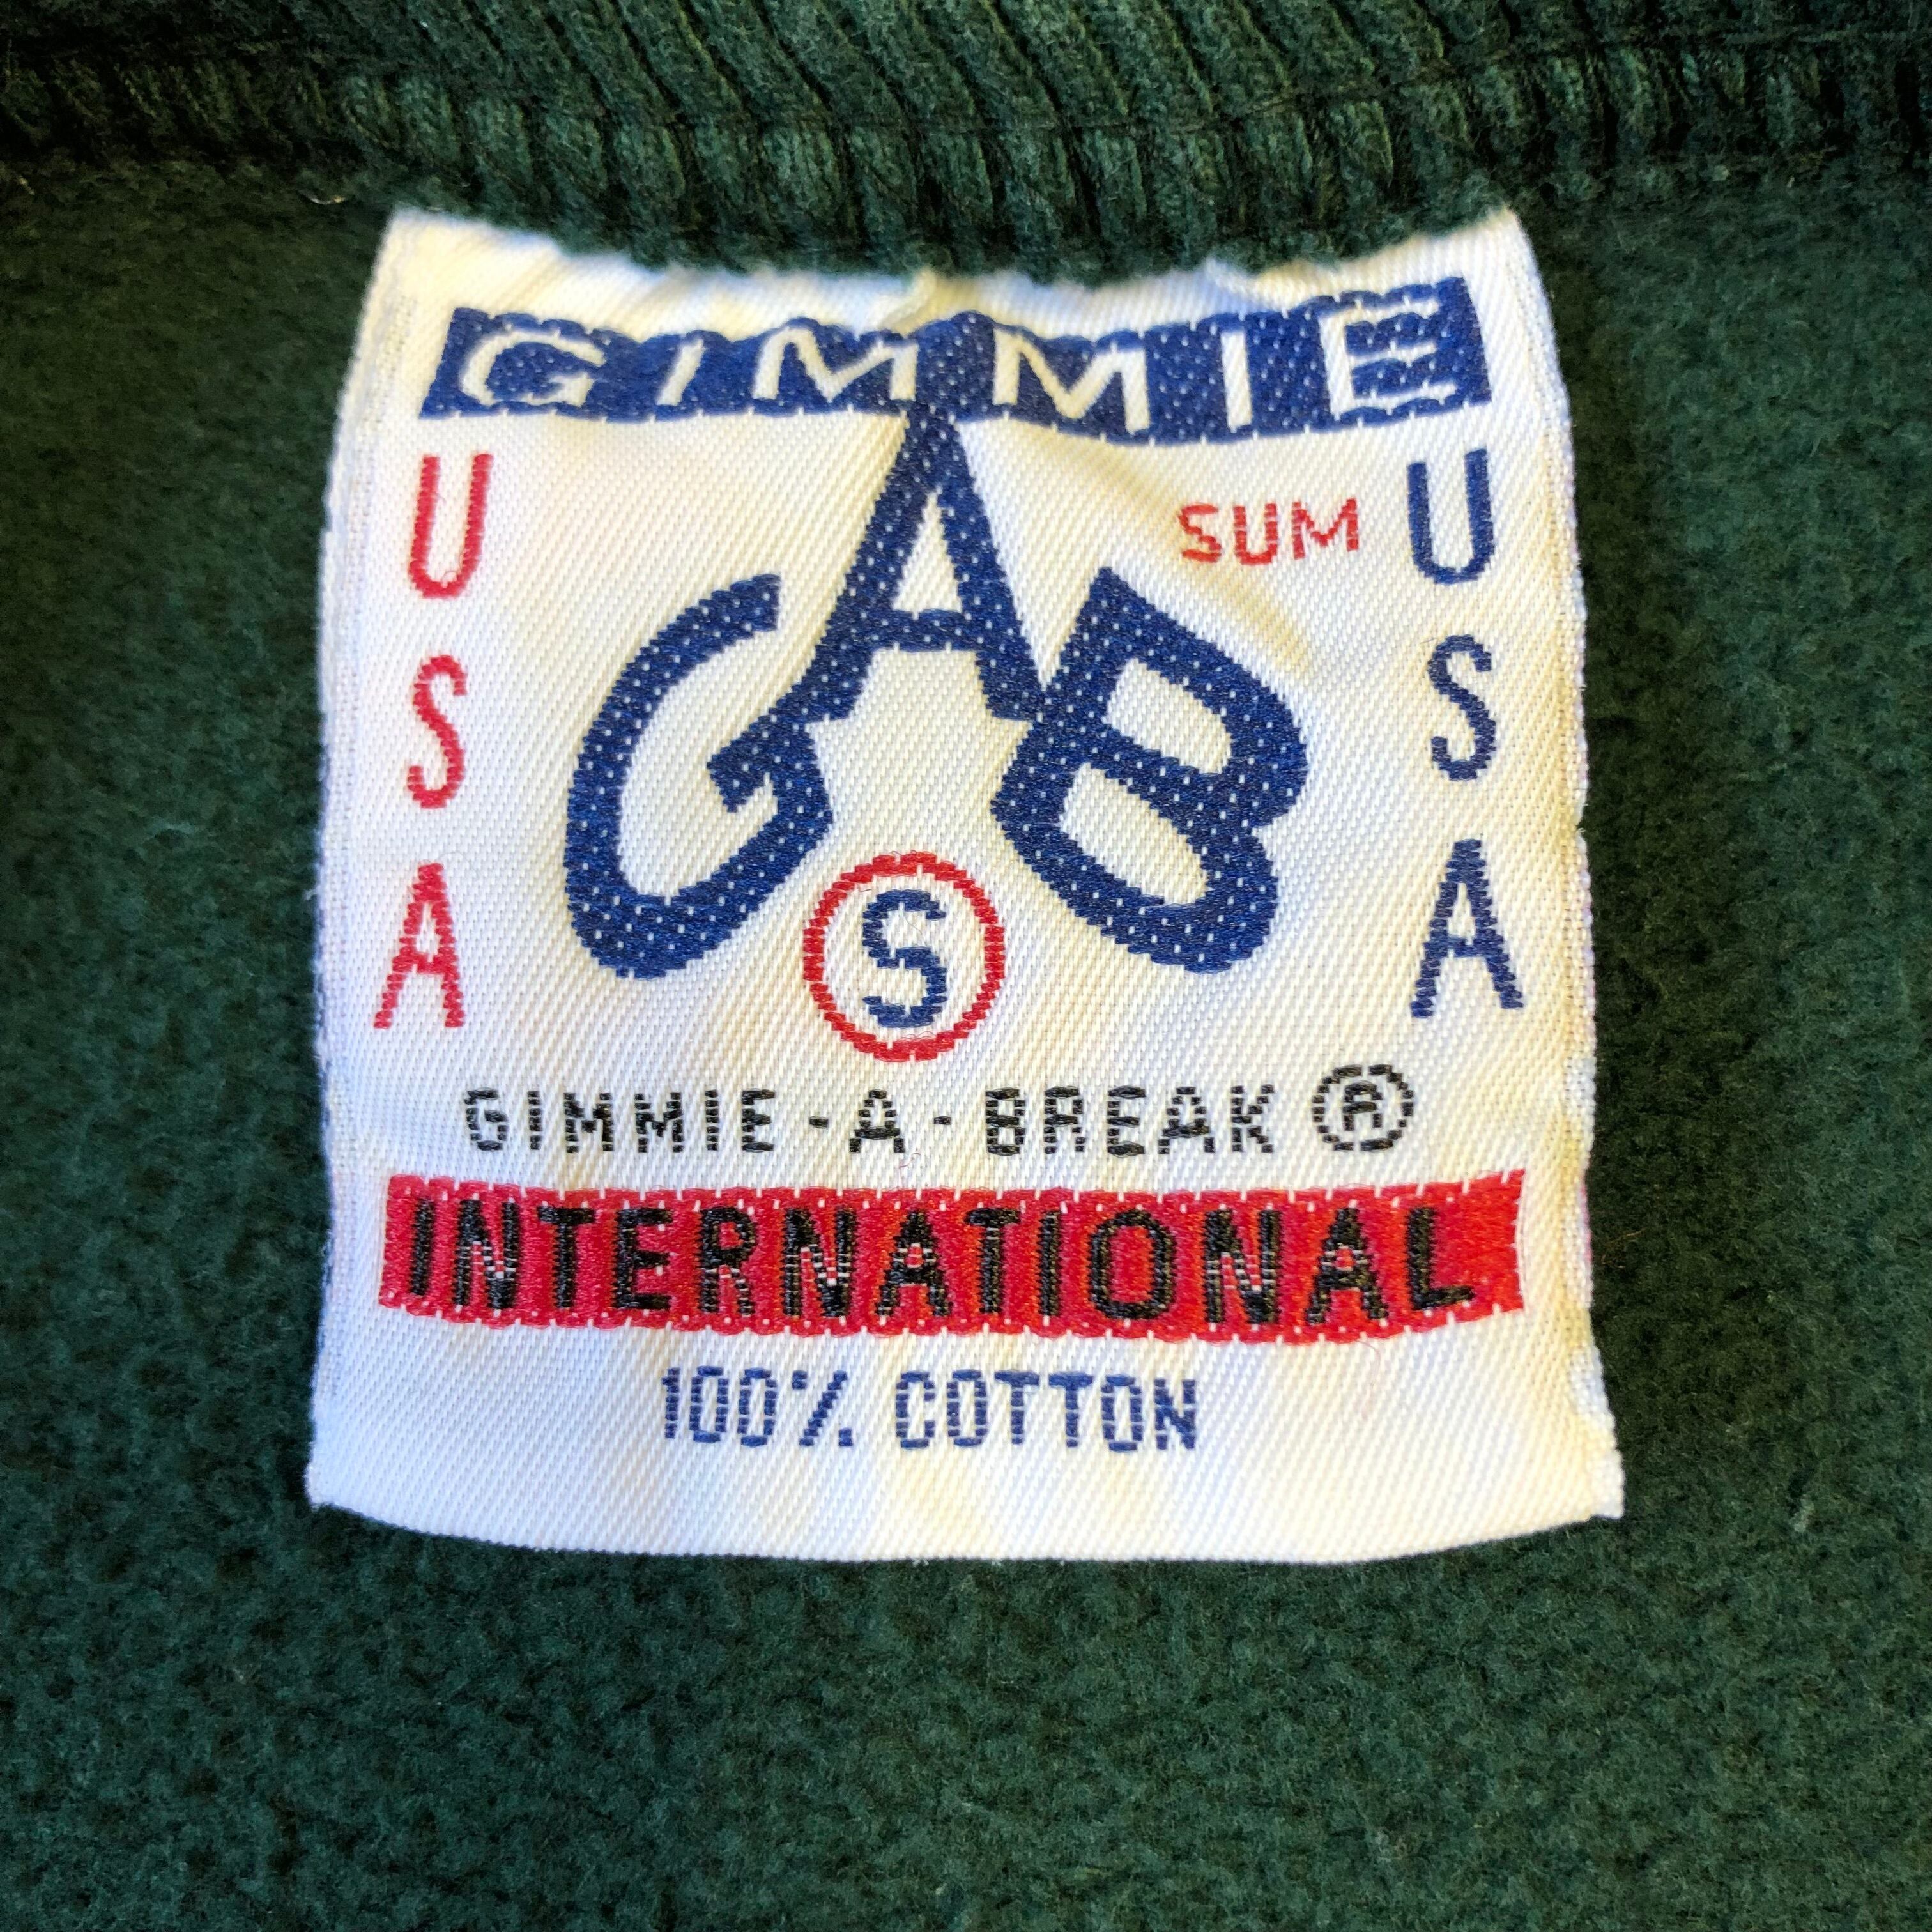 GIMMIE
USA
GAB
SUM
USA
S
GIMMIE-A-BREAK®
INTERNATIONAL
100% COTTON